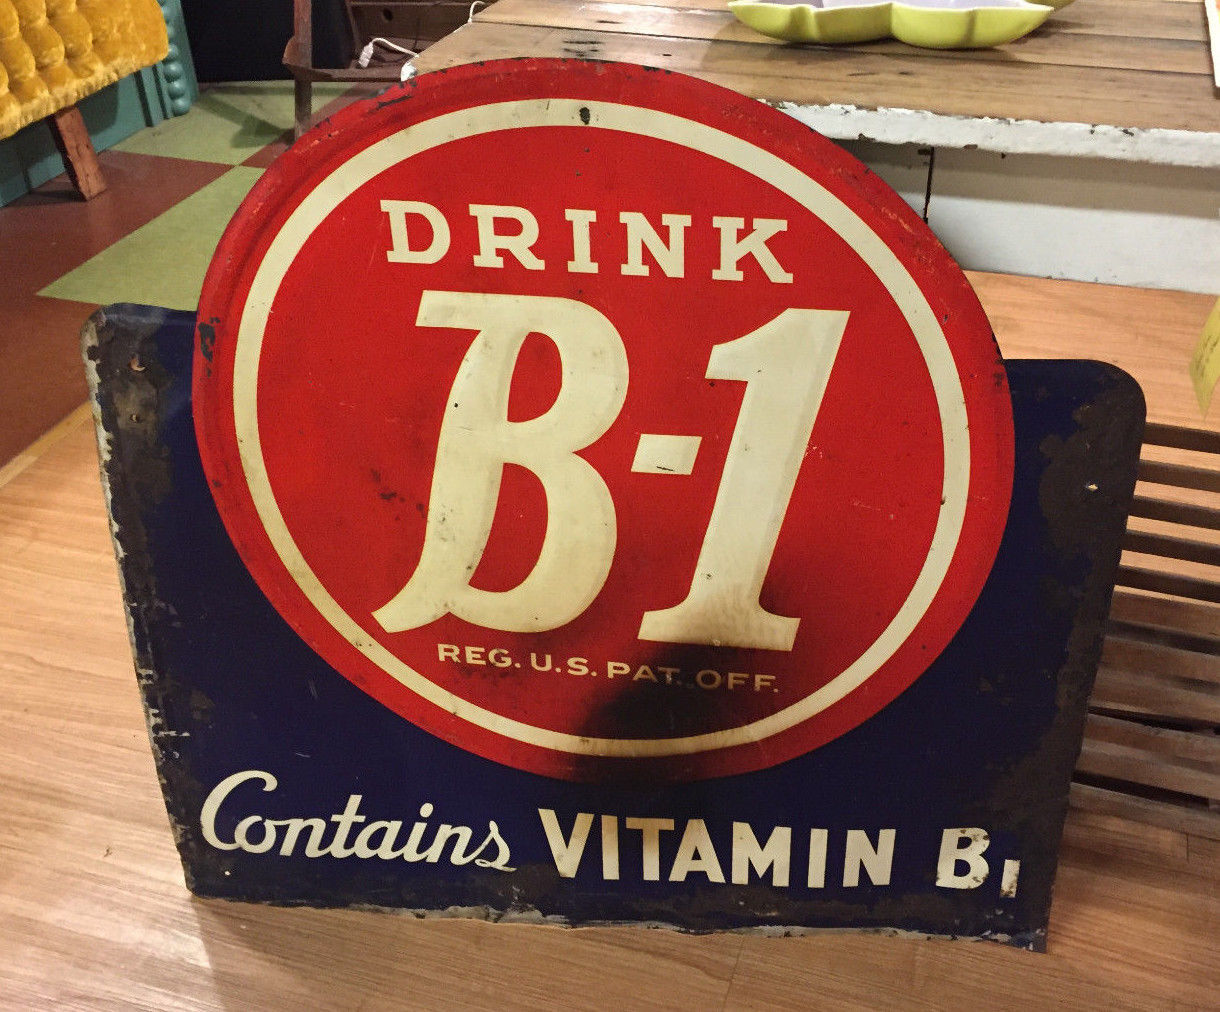 DRINK
B-1
REG. U.S. PAT. OFF.
Contains VITAMIN B₁